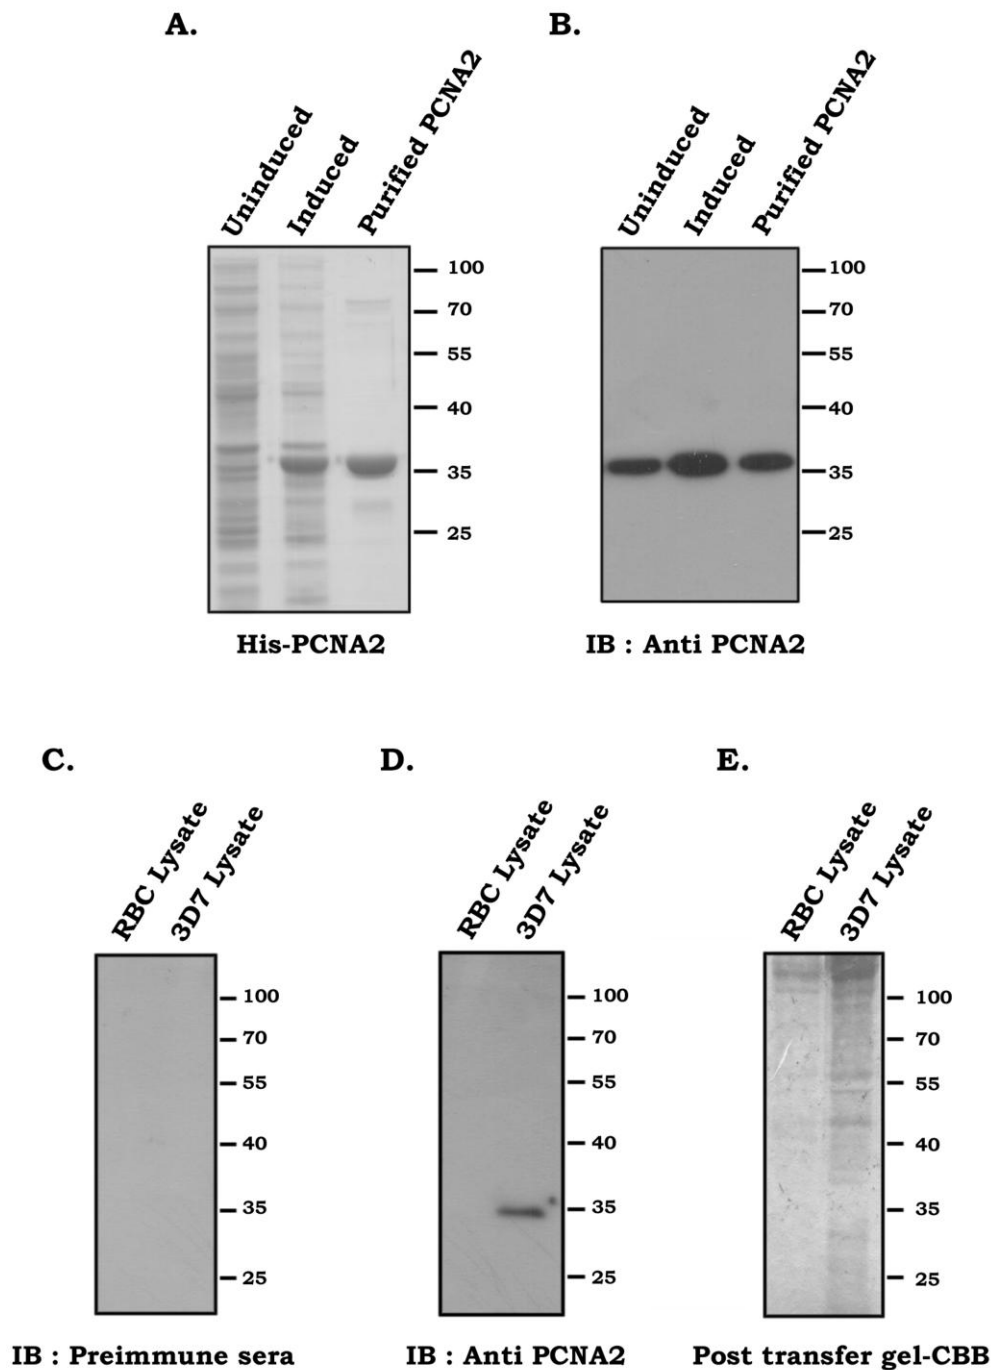 A.
Uninduced
Induced
Purified PCNA2
100
70
55
40
35
25
His-PCNA2
B.
Uninduced
Induced
Purified PCNA2
100
70
55
40
35
25
IB : Anti PCNA2
C.
RBC Lysate
3D7 Lysate
100
70
55
40
35
25
IB : Preimmune sera
D.
RBC Lysate
3D7 Lysate
100
70
55
40
35
25
IB : Anti PCNA2
E.
RBC Lysate
3D7 Lysate
100
70
55
40
35
25
Post transfer gel-CBB